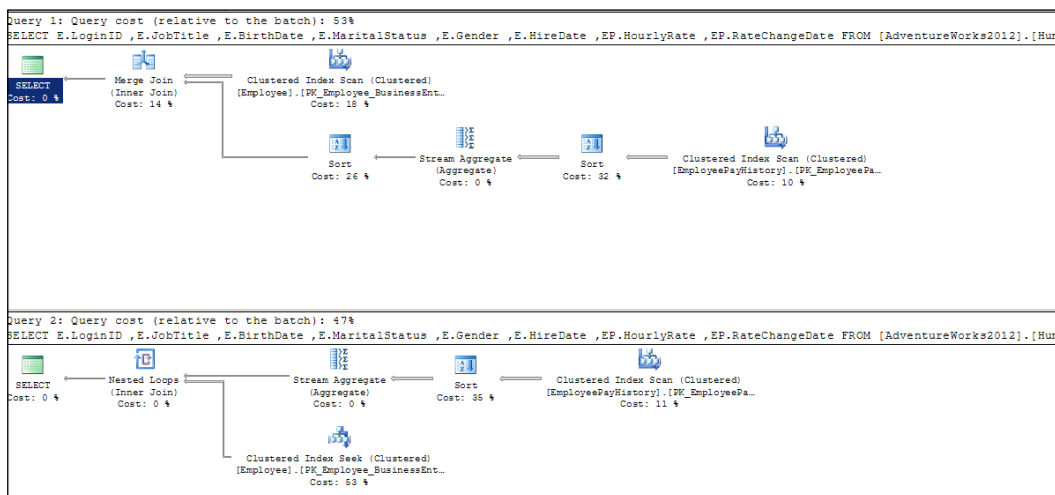 Query 1: Query cost (relative to the batch): 53%
SELECT E.LoginID ,E.JobTitle ,E.BirthDate ,E.MaritalStatus ,E.Gender ,E.HireDate ,EP.HourlyRate ,EP.RateChangeDate FROM [AdventureWorks2012].[Hum
SELECT
Cost: 0 %
Merge Join
(Inner Join)
Cost: 14 %
Clustered Index Scan (Clustered)
[Employee].[PK_Employee_BusinessEnt…
Cost: 18 %
Sort
Cost: 26 %
Stream Aggregate
(Aggregate)
Cost: 0 %
Sort
Cost: 32 %
Clustered Index Scan (Clustered)
[EmployeePayHistory].[PK_EmployeePa…
Cost: 10 %
Query 2: Query cost (relative to the batch): 47%
SELECT E.LoginID ,E.JobTitle ,E.BirthDate ,E.MaritalStatus ,E.Gender ,E.HireDate ,EP.HourlyRate ,EP.RateChangeDate FROM [AdventureWorks2012].[Hum
SELECT
Cost: 0 %
Nested Loops
(Inner Join)
Cost: 0 %
Stream Aggregate
(Aggregate)
Cost: 0 %
Sort
Cost: 35 %
Clustered Index Scan (Clustered)
[EmployeePayHistory].[PK_EmployeePa…
Cost: 11 %
Clustered Index Seek (Clustered)
[Employee].[PK_Employee_BusinessEnt…
Cost: 53 %